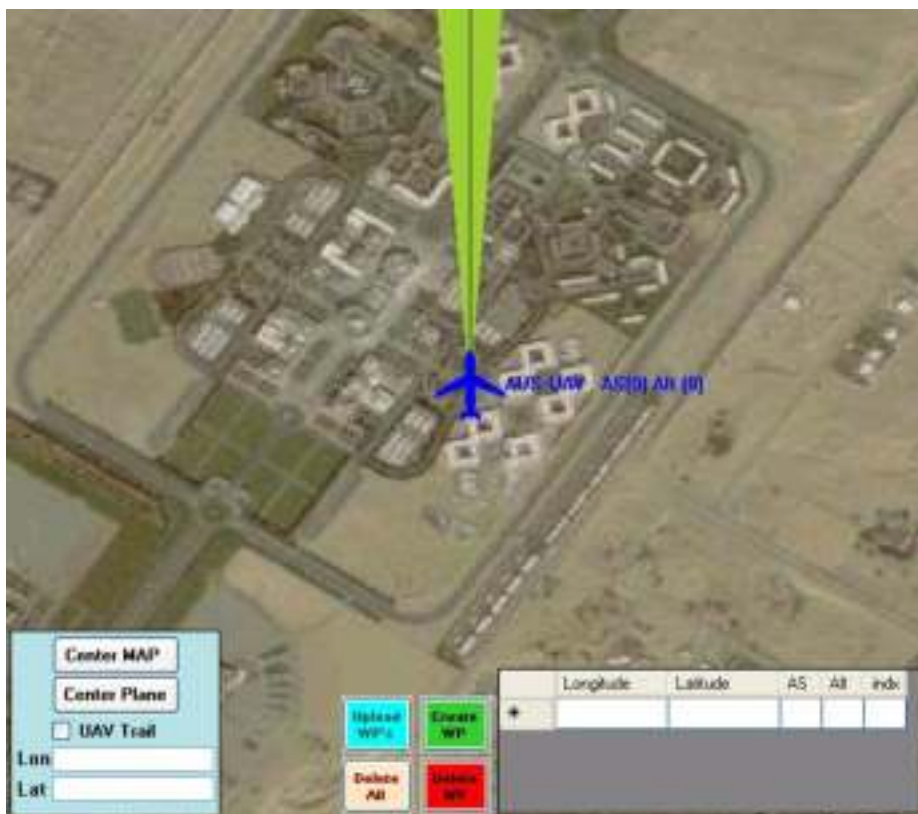 AUS-UAV AS[0] Alt [0]
Center MAP
Center Plane
UAV Trail
Lon
Lat
Upload
WP's
Create
WP
Delete
All
Delete
WP
Longitude Latitude AS Alt indx